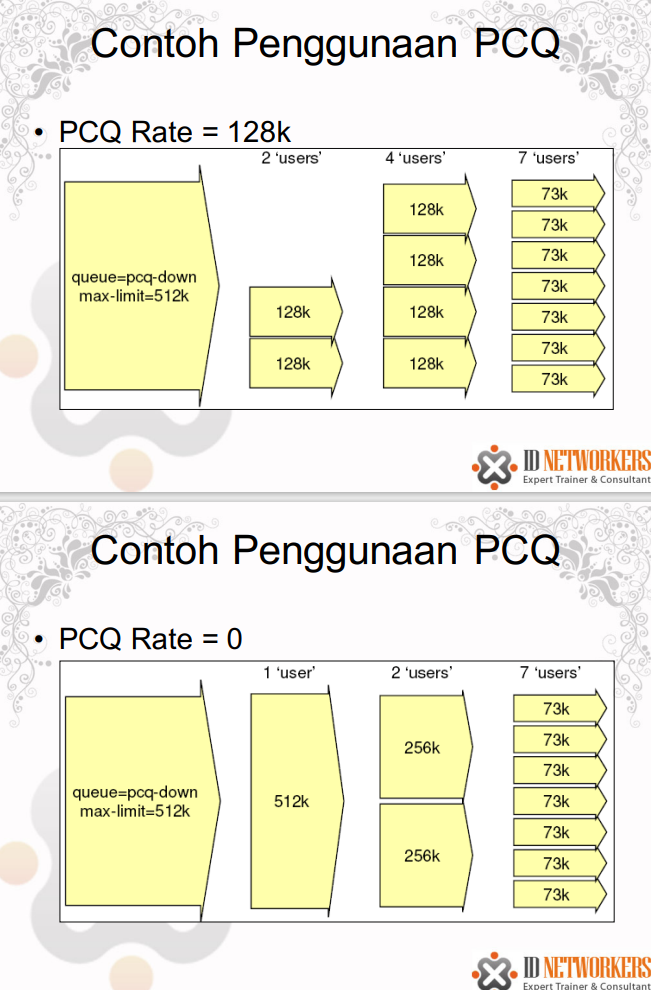 Contoh Penggunaan PCQ
• PCQ Rate = 128k
2 ‘users’ 4 ‘users’ 7 ‘users’
queue=pcq-down
max-limit=512k
128k
128k
128k
128k
128k
128k
73k
73k
73k
73k
73k
73k
73k
ID NETWORKERS
Expert Trainer & Consultant
Contoh Penggunaan PCQ
• PCQ Rate = 0
1 ‘user’ 2 ‘users’ 7 ‘users’
queue=pcq-down
max-limit=512k
512k
256k
256k
73k
73k
73k
73k
73k
73k
73k
ID NETWORKERS
Expert Trainer & Consultant